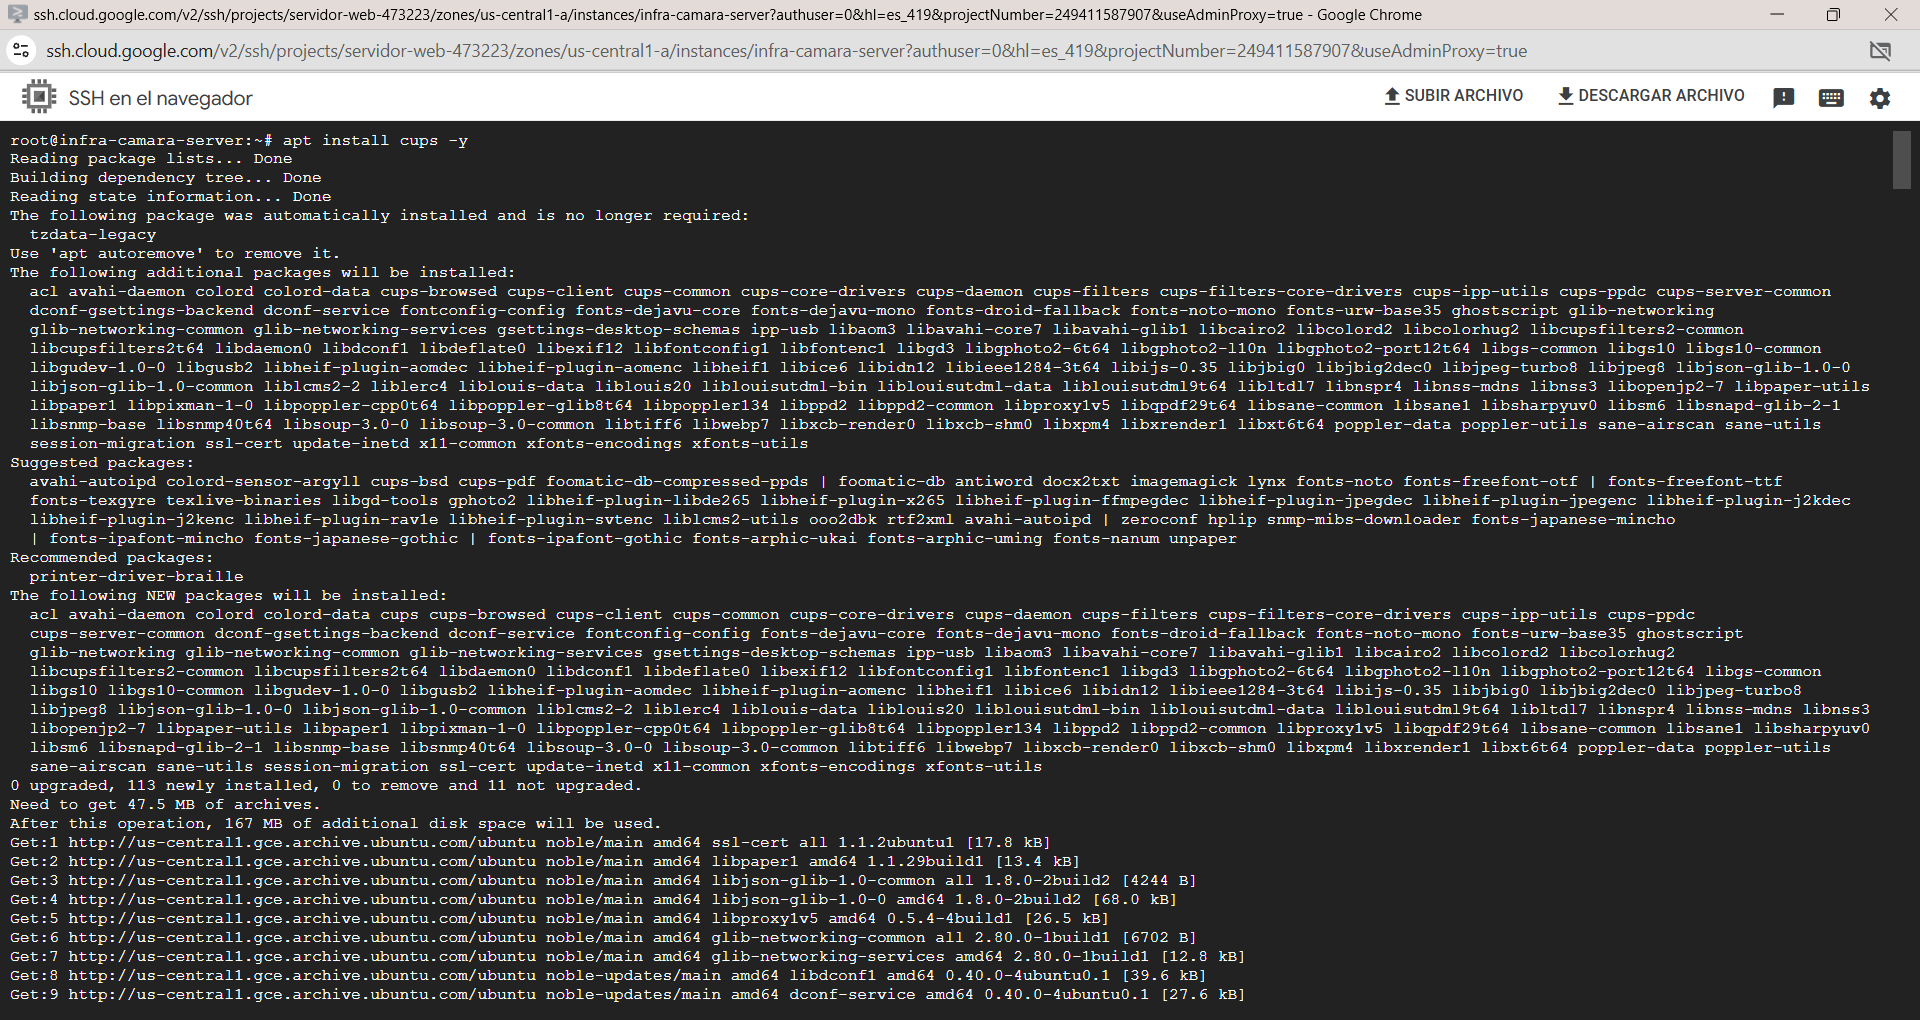 ssh.cloud.google.com/v2/ssh/projects/servidor-web-473223/zones/us-central1-a/instances/infra-camara-server?authuser=0&hl=es_419&projectNumber=249411587907&useAdminProxy=true - Google Chrome
ssh.cloud.google.com/v2/ssh/projects/servidor-web-473223/zones/us-central1-a/instances/infra-camara-server?authuser=0&hl=es_419&projectNumber=249411587907&useAdminProxy=true
SSH en el navegador
SUBIR ARCHIVO
DESCARGAR ARCHIVO
root@infra-camara-server:~# apt install cups -y
Reading package lists... Done
Building dependency tree... Done
Reading state information... Done
The following package was automatically installed and is no longer required:
  tzdata-legacy
Use 'apt autoremove' to remove it.
The following additional packages will be installed:
  acl avahi-daemon colord colord-data cups-browsed cups-client cups-common cups-core-drivers cups-daemon cups-filters cups-filters-core-drivers cups-ipp-utils cups-ppdc cups-server-common
  dconf-gsettings-backend dconf-service fontconfig-config fonts-dejavu-core fonts-dejavu-mono fonts-droid-fallback fonts-noto-mono fonts-urw-base35 ghostscript glib-networking
  glib-networking-common glib-networking-services gsettings-desktop-schemas ipp-usb libaom3 libavahi-core7 libavahi-glib1 libcairo2 libcolord2 libcolorhug2 libcupsfilters2-common
  libcupsfilters2t64 libdaemon0 libdconf1 libdeflate0 libexif12 libfontconfig1 libfontenc1 libgd3 libgphoto2-6t64 libgphoto2-l10n libgphoto2-port12t64 libgs-common libgs10 libgs10-common
  libgudev-1.0-0 libgusb2 libheif-plugin-aomdec libheif-plugin-aomenc libheif1 libice6 libidn12 libieee1284-3t64 libijs-0.35 libjbig0 libjbig2dec0 libjpeg-turbo8 libjpeg8 libjson-glib-1.0-0
  libjson-glib-1.0-common liblcms2-2 liblerc4 liblouis-data liblouis20 liblouisutdml-bin liblouisutdml-data liblouisutdml9t64 libltdl7 libnspr4 libnss-mdns libnss3 libopenjp2-7 libpaper-utils
  libpaper1 libpixman-1-0 libpoppler-cpp0t64 libpoppler-glib8t64 libpoppler134 libppd2 libppd2-common libproxy1v5 libqpdf29t64 libsane-common libsane1 libsharpyuv0 libsm6 libsnapd-glib-2-1
  libsnmp-base libsnmp40t64 libsoup-3.0-0 libsoup-3.0-common libtiff6 libwebp7 libxcb-render0 libxcb-shm0 libxpm4 libxrender1 libxt6t64 poppler-data poppler-utils sane-airscan sane-utils
  session-migration ssl-cert update-inetd x11-common xfonts-encodings xfonts-utils
Suggested packages:
  avahi-autoipd colord-sensor-argyll cups-bsd cups-pdf foomatic-db-compressed-ppds | foomatic-db antiword docx2txt imagemagick lynx fonts-noto fonts-freefont-otf | fonts-freefont-ttf
  fonts-texgyre texlive-binaries libgd-tools gphoto2 libheif-plugin-libde265 libheif-plugin-x265 libheif-plugin-ffmpegdec libheif-plugin-jpegdec libheif-plugin-jpegenc libheif-plugin-j2kdec
  libheif-plugin-j2kenc libheif-plugin-rav1e libheif-plugin-svtenc liblcms2-utils ooo2dbk rtf2xml avahi-autoipd | zeroconf hplip snmp-mibs-downloader fonts-japanese-mincho
  | fonts-ipafont-mincho fonts-japanese-gothic | fonts-ipafont-gothic fonts-arphic-ukai fonts-arphic-uming fonts-nanum unpaper
Recommended packages:
  printer-driver-braille
The following NEW packages will be installed:
  acl avahi-daemon colord colord-data cups cups-browsed cups-client cups-common cups-core-drivers cups-daemon cups-filters cups-filters-core-drivers cups-ipp-utils cups-ppdc
  cups-server-common dconf-gsettings-backend dconf-service fontconfig-config fonts-dejavu-core fonts-dejavu-mono fonts-droid-fallback fonts-noto-mono fonts-urw-base35 ghostscript
  glib-networking glib-networking-common glib-networking-services gsettings-desktop-schemas ipp-usb libaom3 libavahi-core7 libavahi-glib1 libcairo2 libcolord2 libcolorhug2
  libcupsfilters2-common libcupsfilters2t64 libdaemon0 libdconf1 libdeflate0 libexif12 libfontconfig1 libfontenc1 libgd3 libgphoto2-6t64 libgphoto2-l10n libgphoto2-port12t64 libgs-common
  libgs10 libgs10-common libgudev-1.0-0 libgusb2 libheif-plugin-aomdec libheif-plugin-aomenc libheif1 libice6 libidn12 libieee1284-3t64 libijs-0.35 libjbig0 libjbig2dec0 libjpeg-turbo8
  libjpeg8 libjson-glib-1.0-0 libjson-glib-1.0-common liblcms2-2 liblerc4 liblouis-data liblouis20 liblouisutdml-bin liblouisutdml-data liblouisutdml9t64 libltdl7 libnspr4 libnss-mdns libnss3
  libopenjp2-7 libpaper-utils libpaper1 libpixman-1-0 libpoppler-cpp0t64 libpoppler-glib8t64 libpoppler134 libppd2 libppd2-common libproxy1v5 libqpdf29t64 libsane-common libsane1 libsharpyuv0
  libsm6 libsnapd-glib-2-1 libsnmp-base libsnmp40t64 libsoup-3.0-0 libsoup-3.0-common libtiff6 libwebp7 libxcb-render0 libxcb-shm0 libxpm4 libxrender1 libxt6t64 poppler-data poppler-utils
  sane-airscan sane-utils session-migration ssl-cert update-inetd x11-common xfonts-encodings xfonts-utils
0 upgraded, 113 newly installed, 0 to remove and 11 not upgraded.
Need to get 47.5 MB of archives.
After this operation, 167 MB of additional disk space will be used.
Get:1 http://us-central1.gce.archive.ubuntu.com/ubuntu noble/main amd64 ssl-cert all 1.1.2ubuntu1 [17.8 kB]
Get:2 http://us-central1.gce.archive.ubuntu.com/ubuntu noble/main amd64 libpaper1 amd64 1.1.29build1 [13.4 kB]
Get:3 http://us-central1.gce.archive.ubuntu.com/ubuntu noble/main amd64 libjson-glib-1.0-common all 1.8.0-2build2 [4244 B]
Get:4 http://us-central1.gce.archive.ubuntu.com/ubuntu noble/main amd64 libjson-glib-1.0-0 amd64 1.8.0-2build2 [68.0 kB]
Get:5 http://us-central1.gce.archive.ubuntu.com/ubuntu noble/main amd64 libproxy1v5 amd64 0.5.4-4build1 [26.5 kB]
Get:6 http://us-central1.gce.archive.ubuntu.com/ubuntu noble/main amd64 glib-networking-common all 2.80.0-1build1 [6702 B]
Get:7 http://us-central1.gce.archive.ubuntu.com/ubuntu noble/main amd64 glib-networking-services amd64 2.80.0-1build1 [12.8 kB]
Get:8 http://us-central1.gce.archive.ubuntu.com/ubuntu noble-updates/main amd64 libdconf1 amd64 0.40.0-4ubuntu0.1 [39.6 kB]
Get:9 http://us-central1.gce.archive.ubuntu.com/ubuntu noble-updates/main amd64 dconf-service amd64 0.40.0-4ubuntu0.1 [27.6 kB]